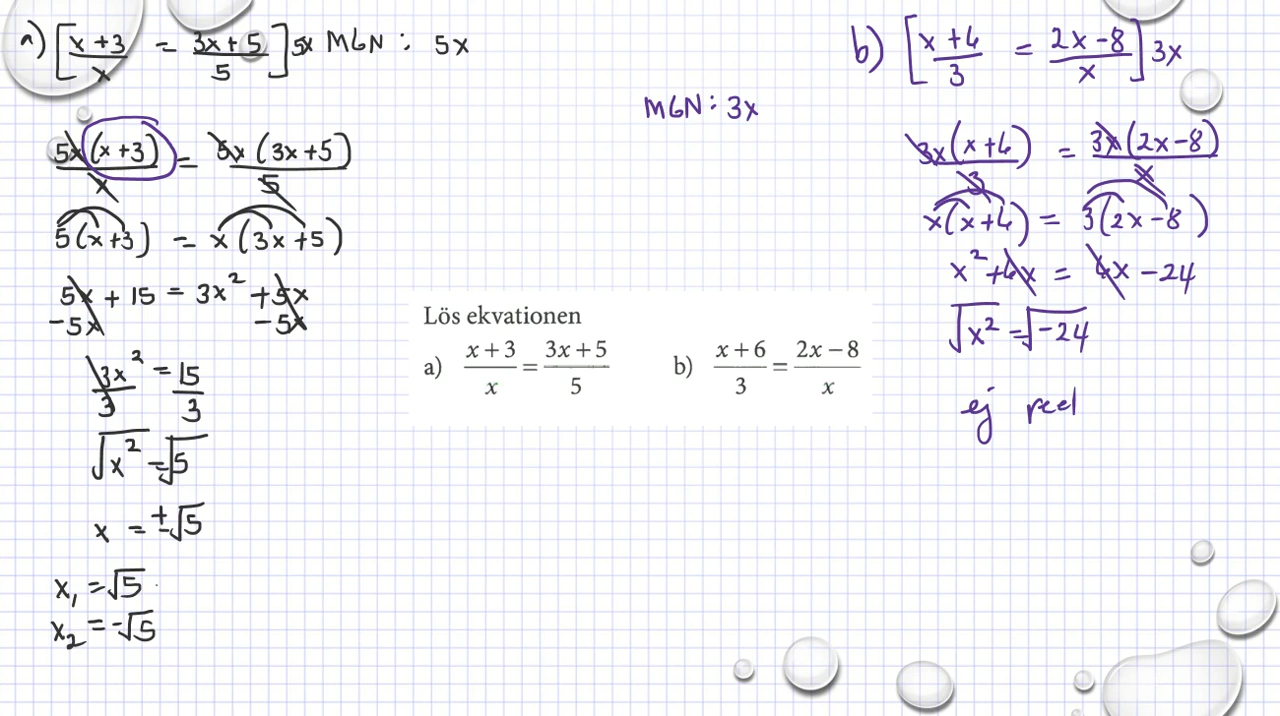 a) [ (x+3)/x = (3x+5)/5 ] 5x MGN: 5x
5x(x+3)/x = 5x(3x+5)/5
5(x+3) = x(3x+5)
5x + 15 = 3x² + 5x
-5x -5x
3x²/3 = 15/3
√x² = √5
x = ±√5
x₁ = √5
x₂ = -√5
MGN: 3x
Lös ekvationen
a) (x+3)/x = (3x+5)/5 b) (x+6)/3 = (2x−8)/x
b) [ (x+6)/3 = (2x-8)/x ] 3x
3x(x+6)/3 = 3x(2x-8)/x
x(x+6) = 3(2x-8)
x² + 6x = 6x - 24
√x² = √-24
ej reel